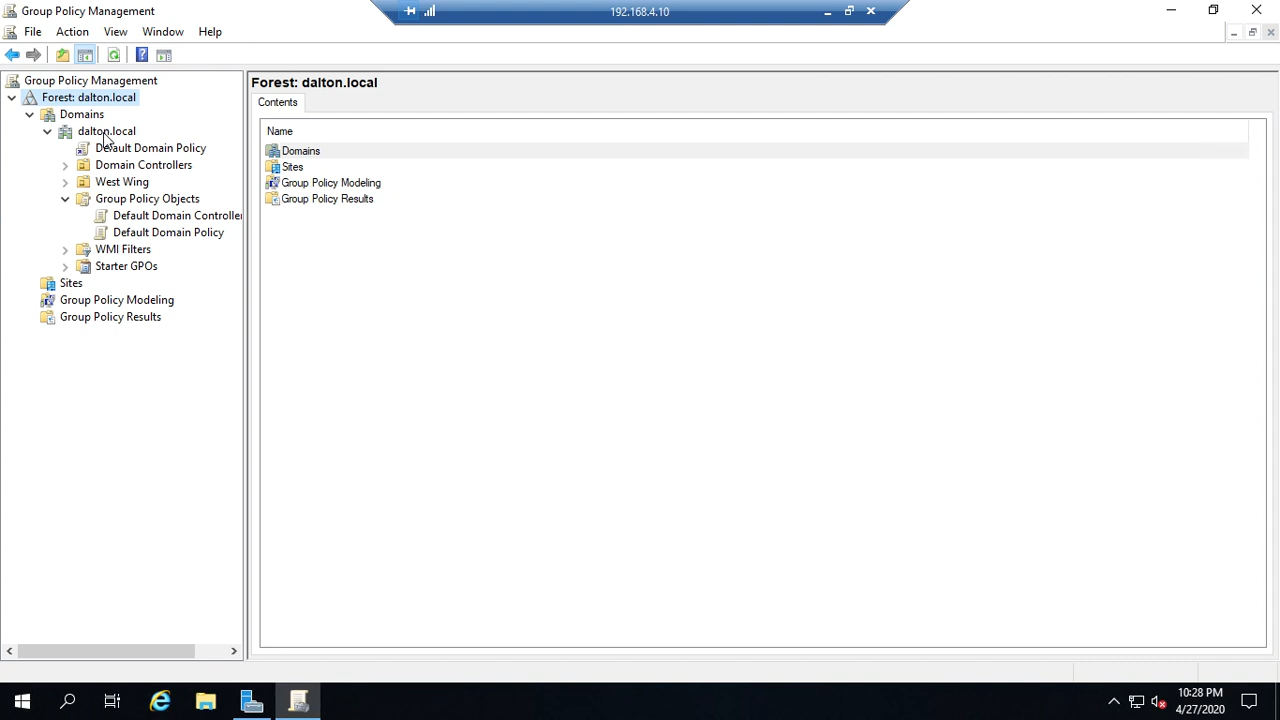 Group Policy Management
192.168.4.10
File Action View Window Help
Group Policy Management
Forest: dalton.local
Domains
dalton.local
Default Domain Policy
Domain Controllers
West Wing
Group Policy Objects
Default Domain Controller
Default Domain Policy
WMI Filters
Starter GPOs
Sites
Group Policy Modeling
Group Policy Results
Forest: dalton.local
Contents
Name
Domains
Sites
Group Policy Modeling
Group Policy Results
10:28 PM
4/27/2020